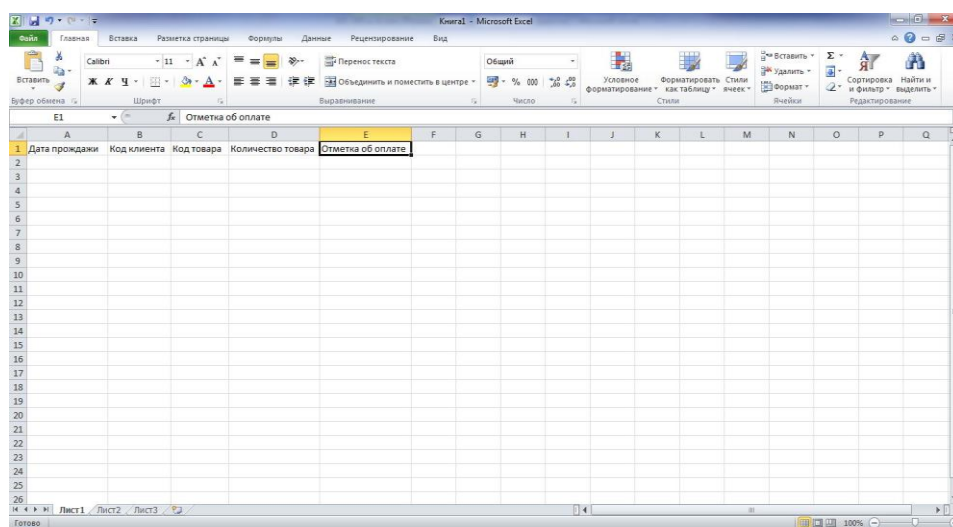 Книга1 - Microsoft Excel
Файл Главная Вставка Разметка страницы Формулы Данные Рецензирование Вид
Calibri 11 A A Перенос текста Общий Вставить Σ
Вставить Удалить
Ж К Ч A Объединить и поместить в центре % 000 Условное форматирование Форматировать как таблицу Стили ячеек Формат Сортировка и фильтр Найти и выделить
Буфер обмена Шрифт Выравнивание Число Стили Ячейки Редактирование
E1 fx Отметка об оплате
A B C D E F G H I J K L M N O P Q
1 Дата прождажи Код клиента Код товара Количество товара Отметка об оплате
2
3
4
5
6
7
8
9
10
11
12
13
14
15
16
17
18
19
20
21
22
23
24
25
26
Лист1 Лист2 Лист3
Готово 100%